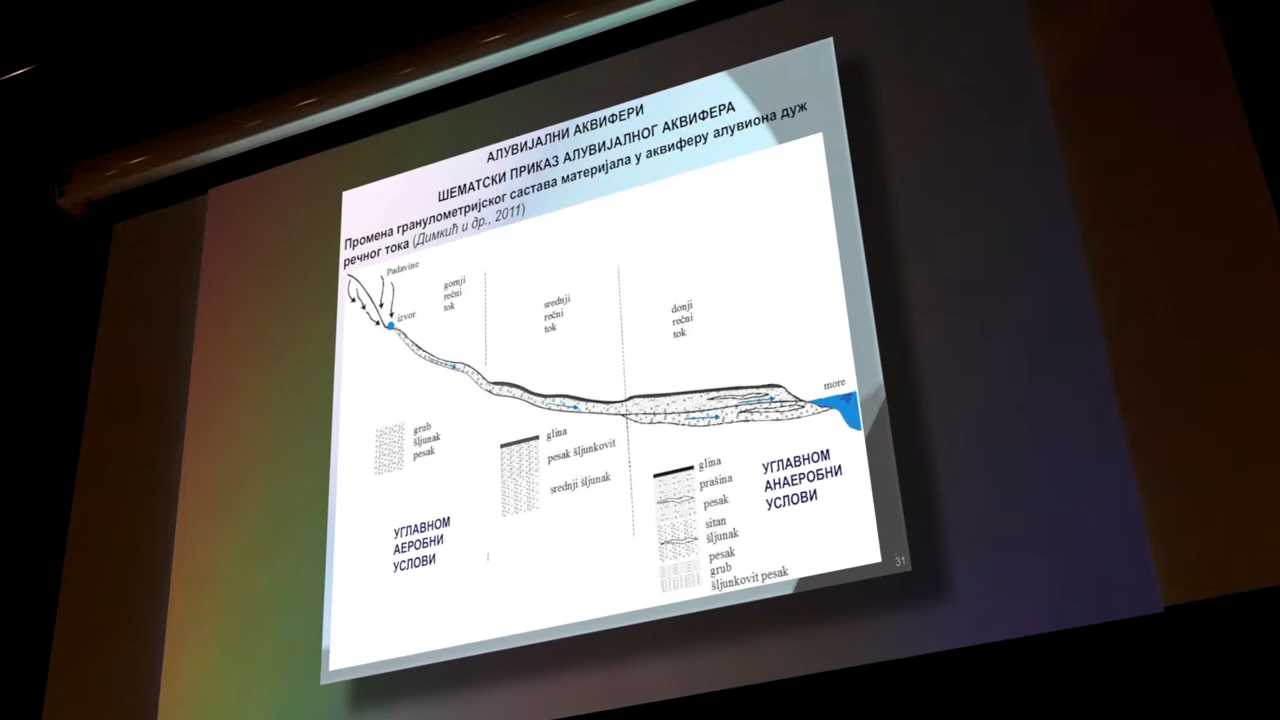 АЛУВИЈАЛНИ АКВИФЕРИ
ШЕМАТСКИ ПРИКАЗ АЛУВИЈАЛНОГ АКВИФЕРА
Промена гранулометријског састава материјала у аквиферу алувиона дуж
речног тока (Димкић и др., 2011)
Padavine
izvor
gornji
rečni
tok
srednji
rečni
tok
donji
rečni
tok
more
grub
šljunak
pesak
glina
pesak šljunkovit
srednji šljunak
glina
prašina
pesak
sitan
šljunak
pesak
grub
šljunkovit pesak
УГЛАВНОМ
АЕРОБНИ
УСЛОВИ
УГЛАВНОМ
АНАЕРОБНИ
УСЛОВИ
31